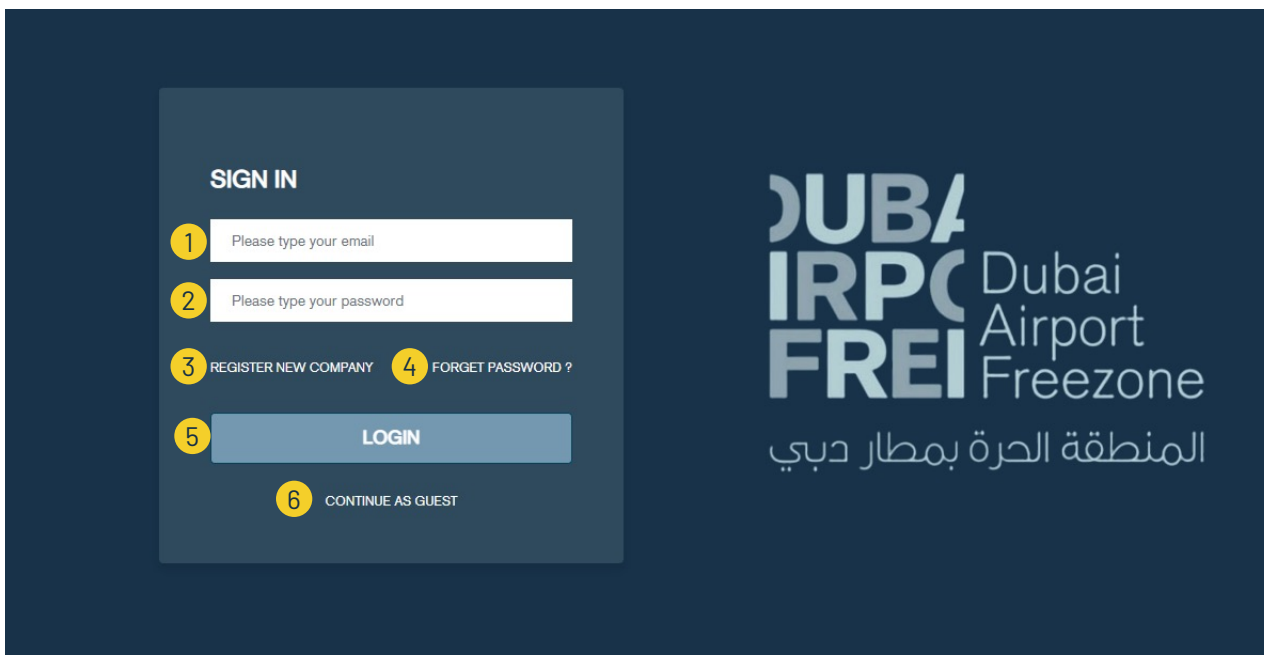 SIGN IN
1 Please type your email
2 Please type your password
3 REGISTER NEW COMPANY 4 FORGET PASSWORD ?
5 LOGIN
6 CONTINUE AS GUEST
DUBA
IRPO
FREE
Dubai
Airport
Freezone
المنطقة الحرة بمطار دبي